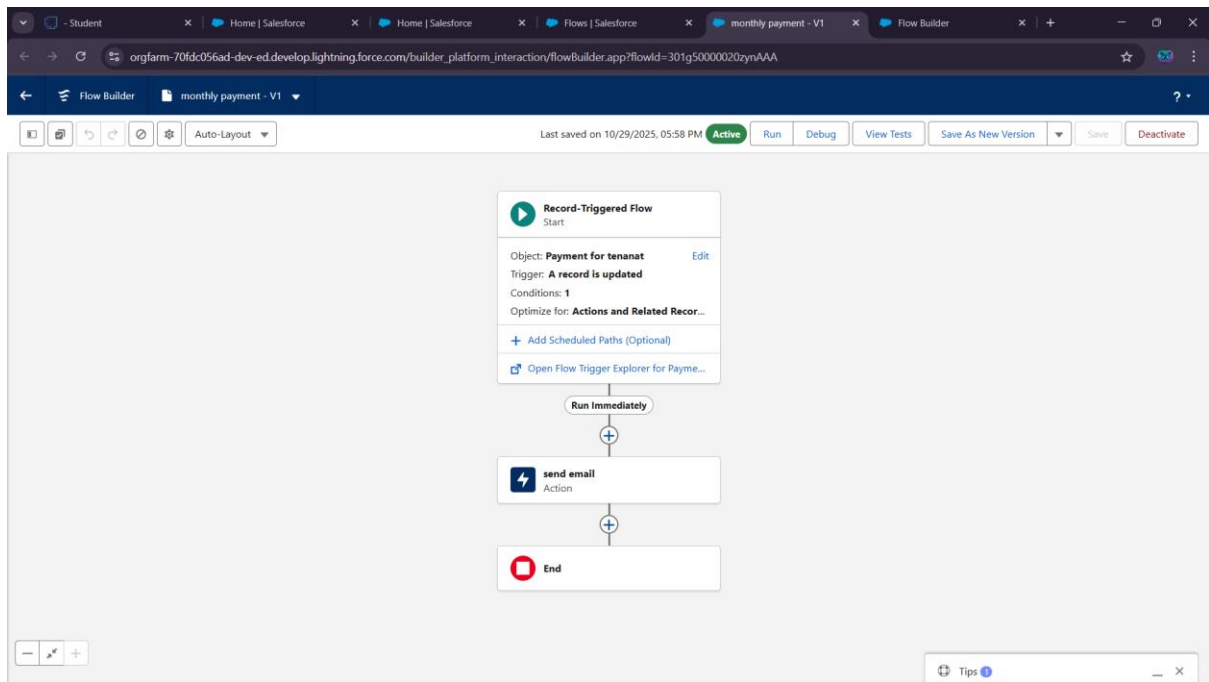 - Student
Home | Salesforce
Home | Salesforce
Flows | Salesforce
monthly payment - V1
Flow Builder
orgfarm-70fdc056ad-dev-ed.develop.lightning.force.com/builder_platform_interaction/flowBuilder.app?flowId=301g50000020zynAAA
Flow Builder
monthly payment - V1
?
Auto-Layout
Last saved on 10/29/2025, 05:58 PM
Active
Run
Debug
View Tests
Save As New Version
Save
Deactivate
Record-Triggered Flow
Start
Object: Payment for tenanat Edit
Trigger: A record is updated
Conditions: 1
Optimize for: Actions and Related Recor...
+ Add Scheduled Paths (Optional)
Open Flow Trigger Explorer for Payme...
Run Immediately
send email
Action
End
Tips 1